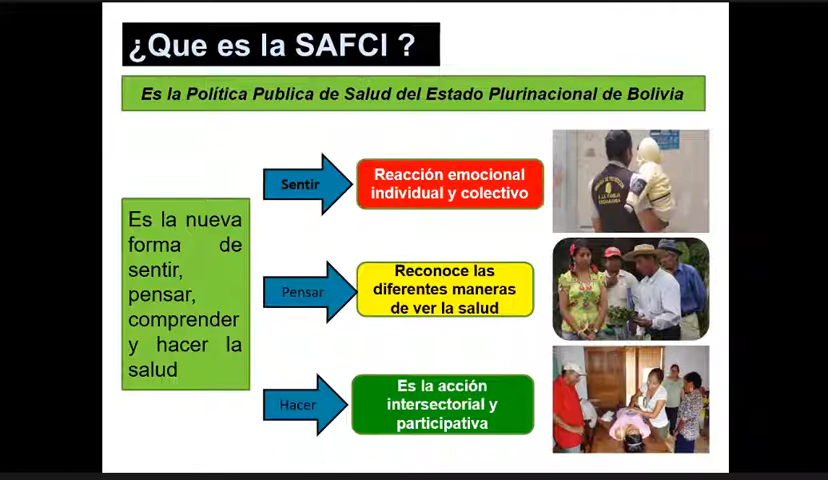 ¿Que es la SAFCI ?
Es la Política Publica de Salud del Estado Plurinacional de Bolivia
Es la nueva
forma de
sentir,
pensar,
comprender
y hacer la
salud
Sentir
Reacción emocional
individual y colectivo
Pensar
Reconoce las
diferentes maneras
de ver la salud
Hacer
Es la acción
intersectorial y
participativa